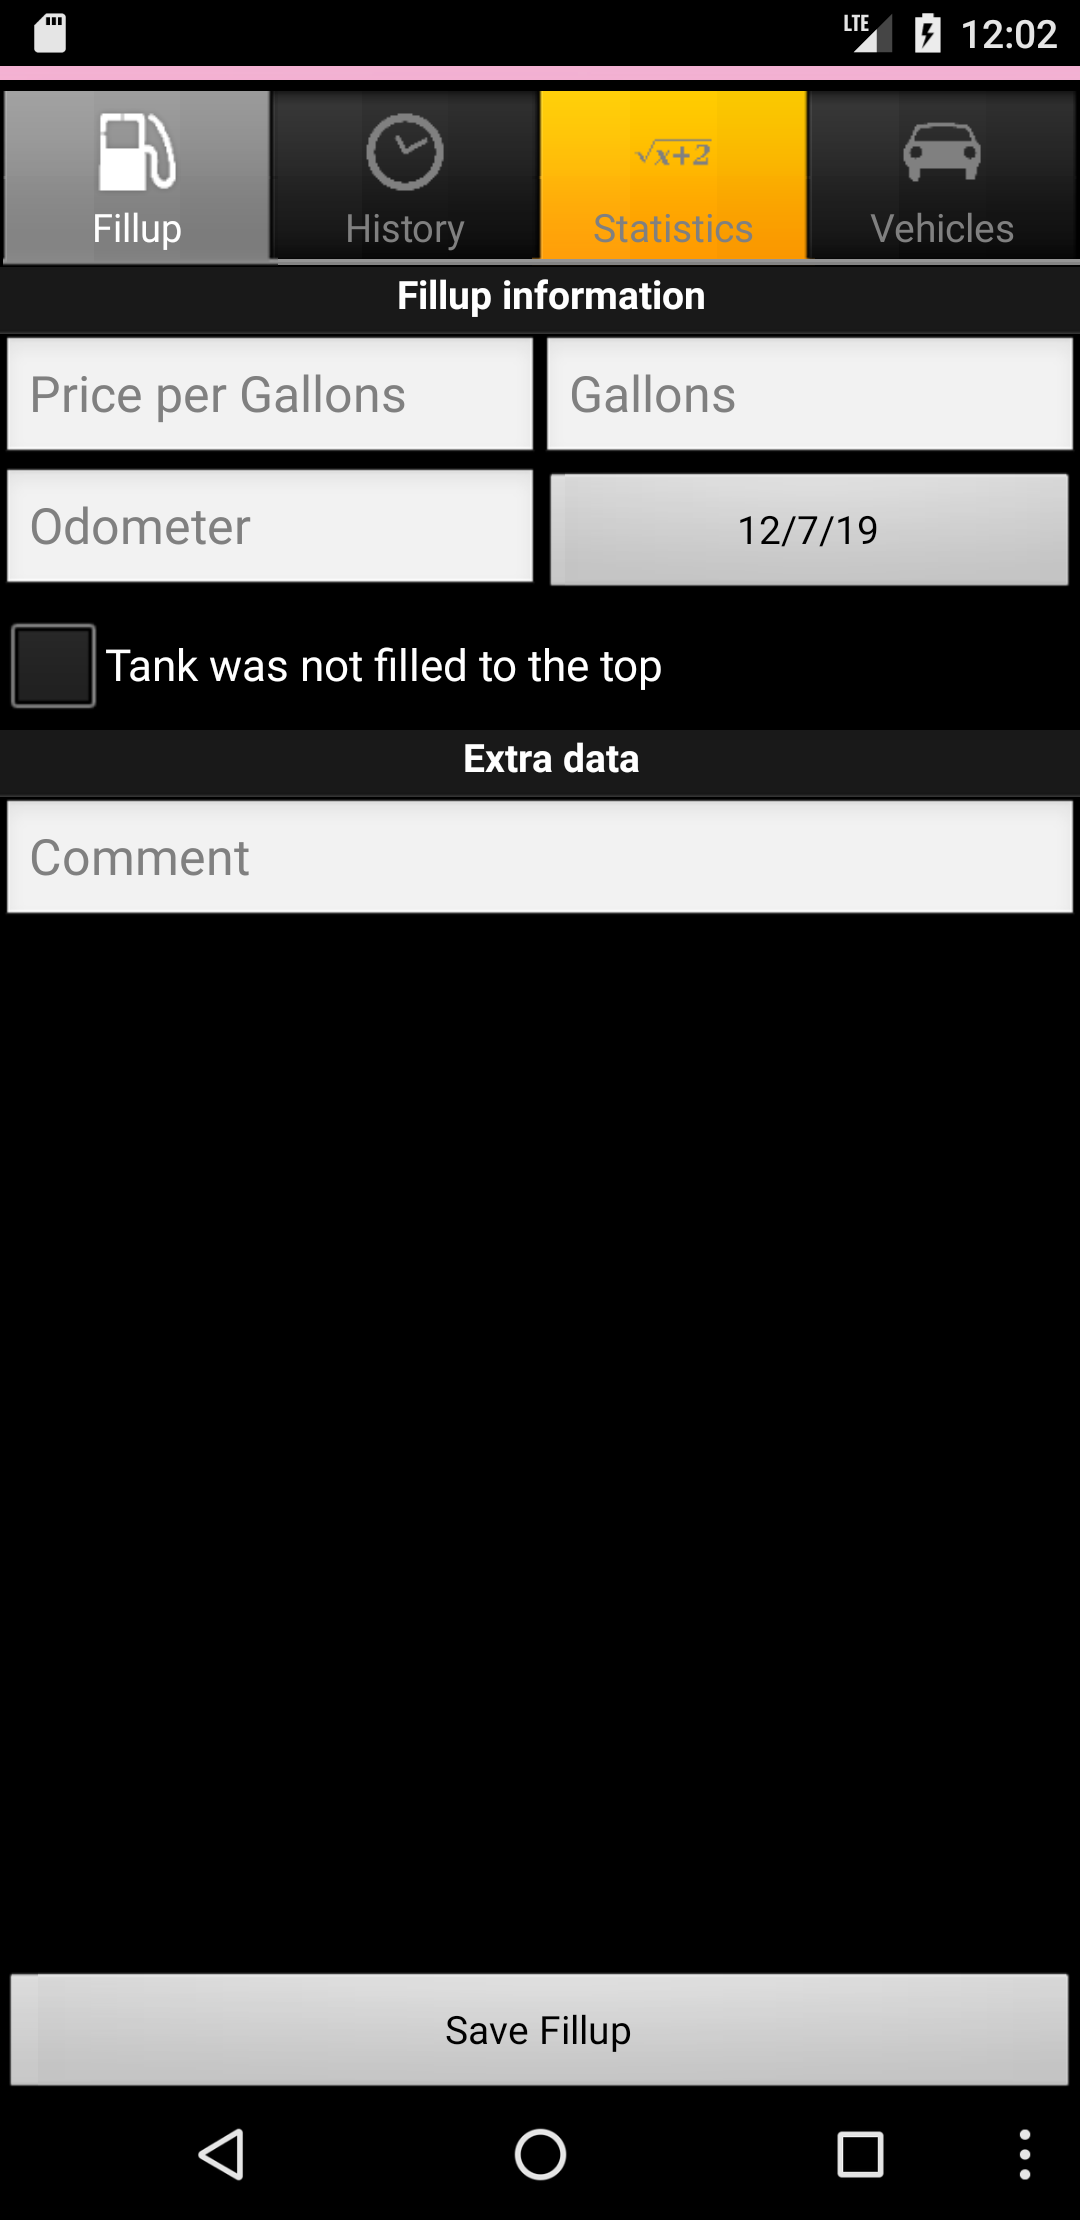 LTE 12:02
√x+2
Fillup History Statistics Vehicles
Fillup information
Price per Gallons Gallons
Odometer 12/7/19
Tank was not filled to the top
Extra data
Comment
Save Fillup